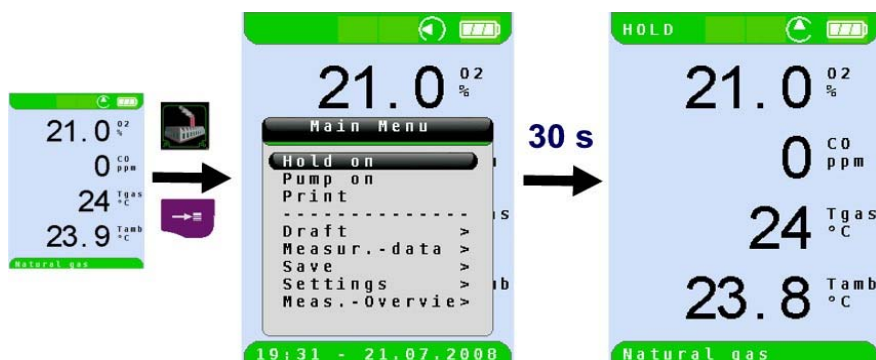 21.0 O2 %
0 CO ppm
24 Tgas °C
23.9 Tamb °C
Natural gas
21.0 O2 %
Main Menu
Hold on
Pump on
Print
--------------
Draft >
Measur.-data >
Save >
Settings >
Meas.-Overvie>
19:31 - 21.07.2008
30 s
HOLD
21.0 O2 %
0 CO ppm
24 Tgas °C
23.8 Tamb °C
Natural gas